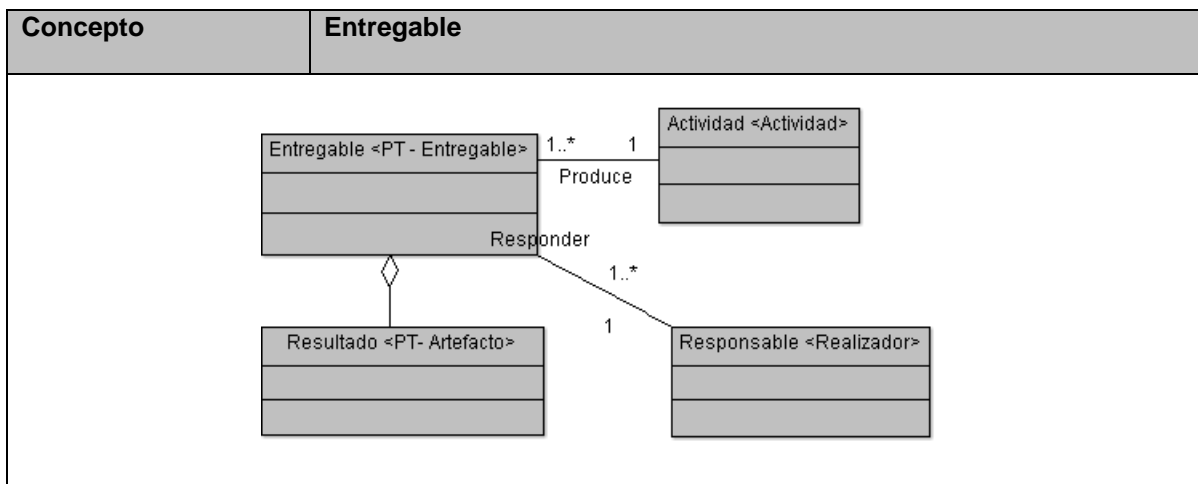 Concepto Entregable
Actividad <Actividad>
Entregable <PT - Entregable> 1..* 1
Produce
Responder
1..*
1
Resultado <PT- Artefacto> Responsable <Realizador>